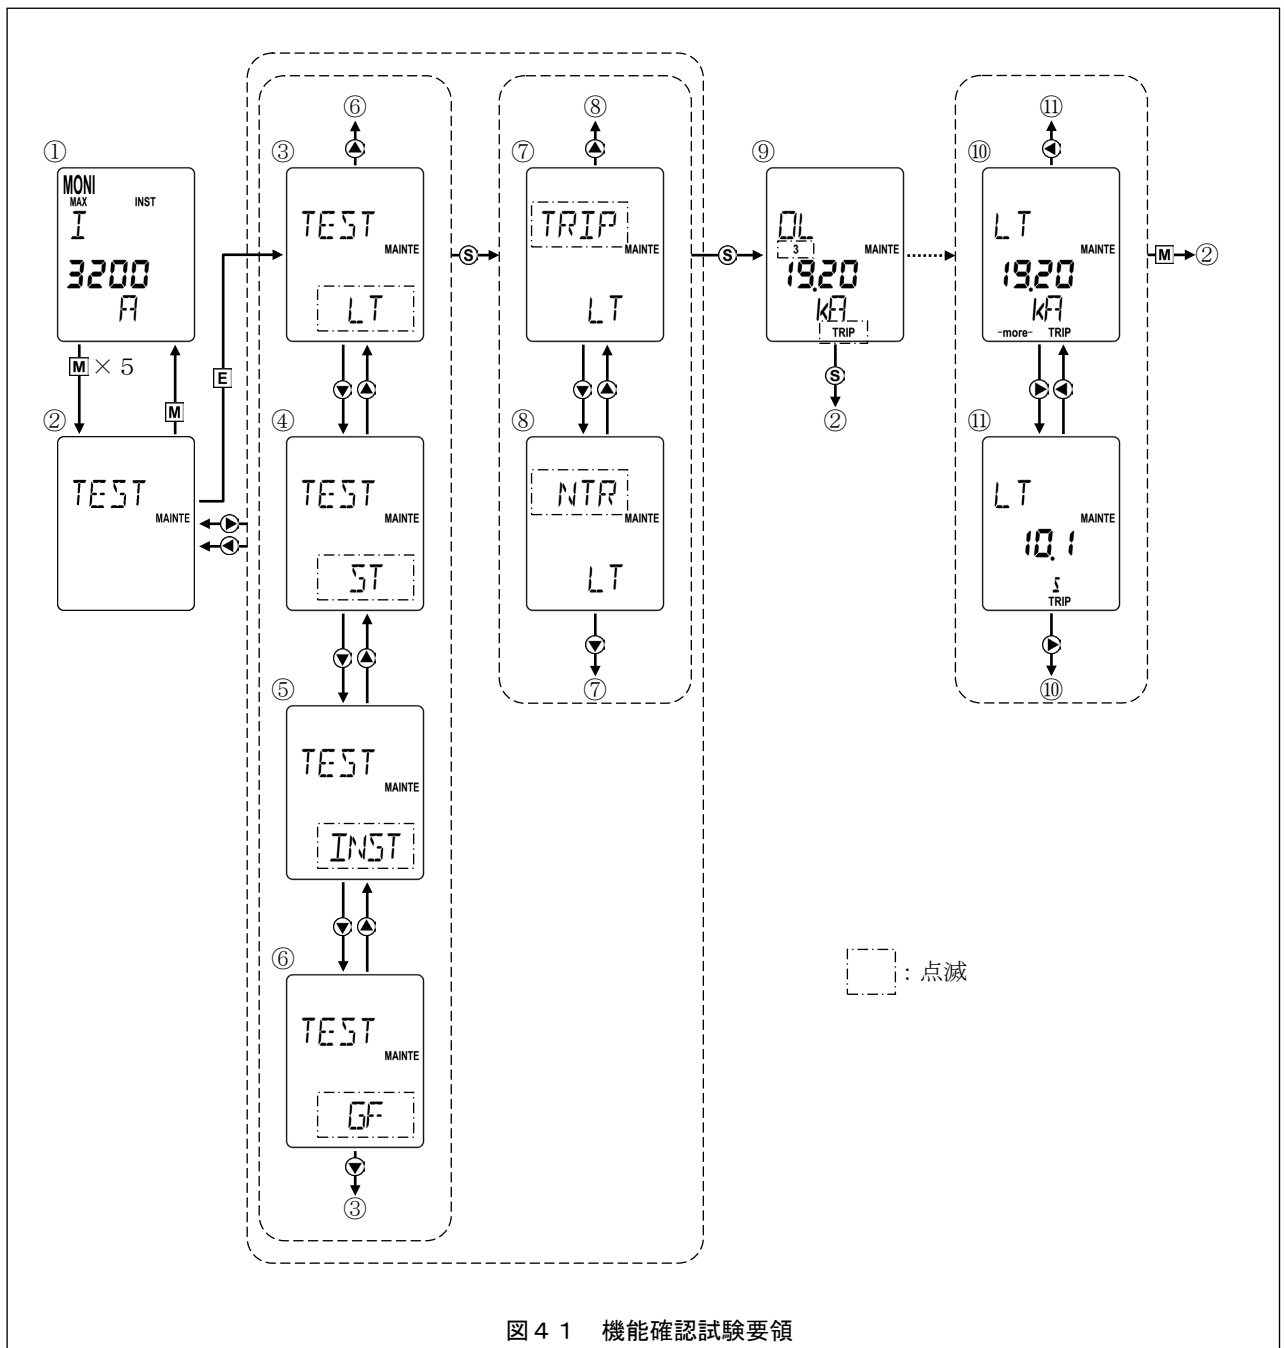 ①
MONI
MAX INST
I
3200
A
M × 5
M
②
TEST
MAINTE
E
⑥
③
TEST
MAINTE
LT
④
TEST
MAINTE
ST
⑤
TEST
MAINTE
INST
⑥
TEST
MAINTE
GF
③
S
⑧
⑦
TRIP
MAINTE
LT
⑧
NTR
MAINTE
LT
⑦
S
⑨
OL
3 MAINTE
19.20
kA
TRIP
S
②
⑪
⑩
LT
MAINTE
19.20
kA
-more- TRIP
⑪
LT
MAINTE
10.1
s
TRIP
⑩
M
②
: 点滅
図41 機能確認試験要領